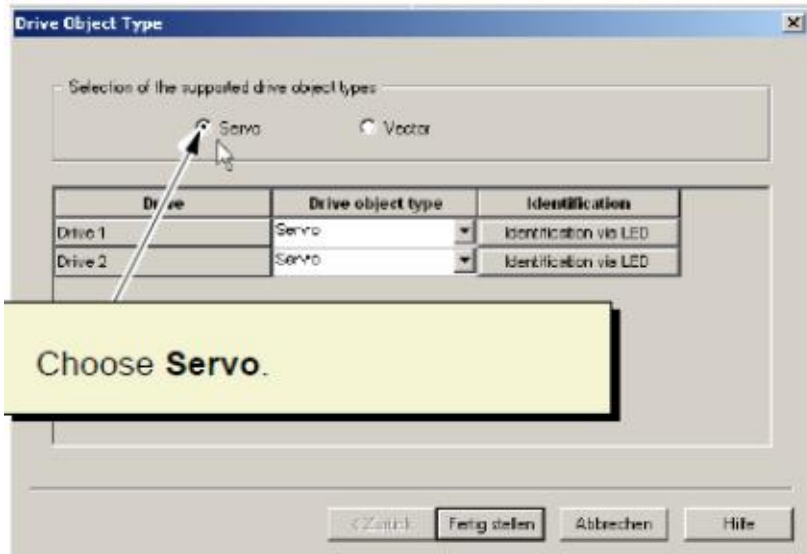 Drive Object Type
Selection of the supported drive object types
Servo Vector
Drive Drive object type Identification
Drive 1 Servo Identification via LED
Drive 2 Servo Identification via LED
Choose Servo.
< Zurück Fertig stellen Abbrechen Hilfe